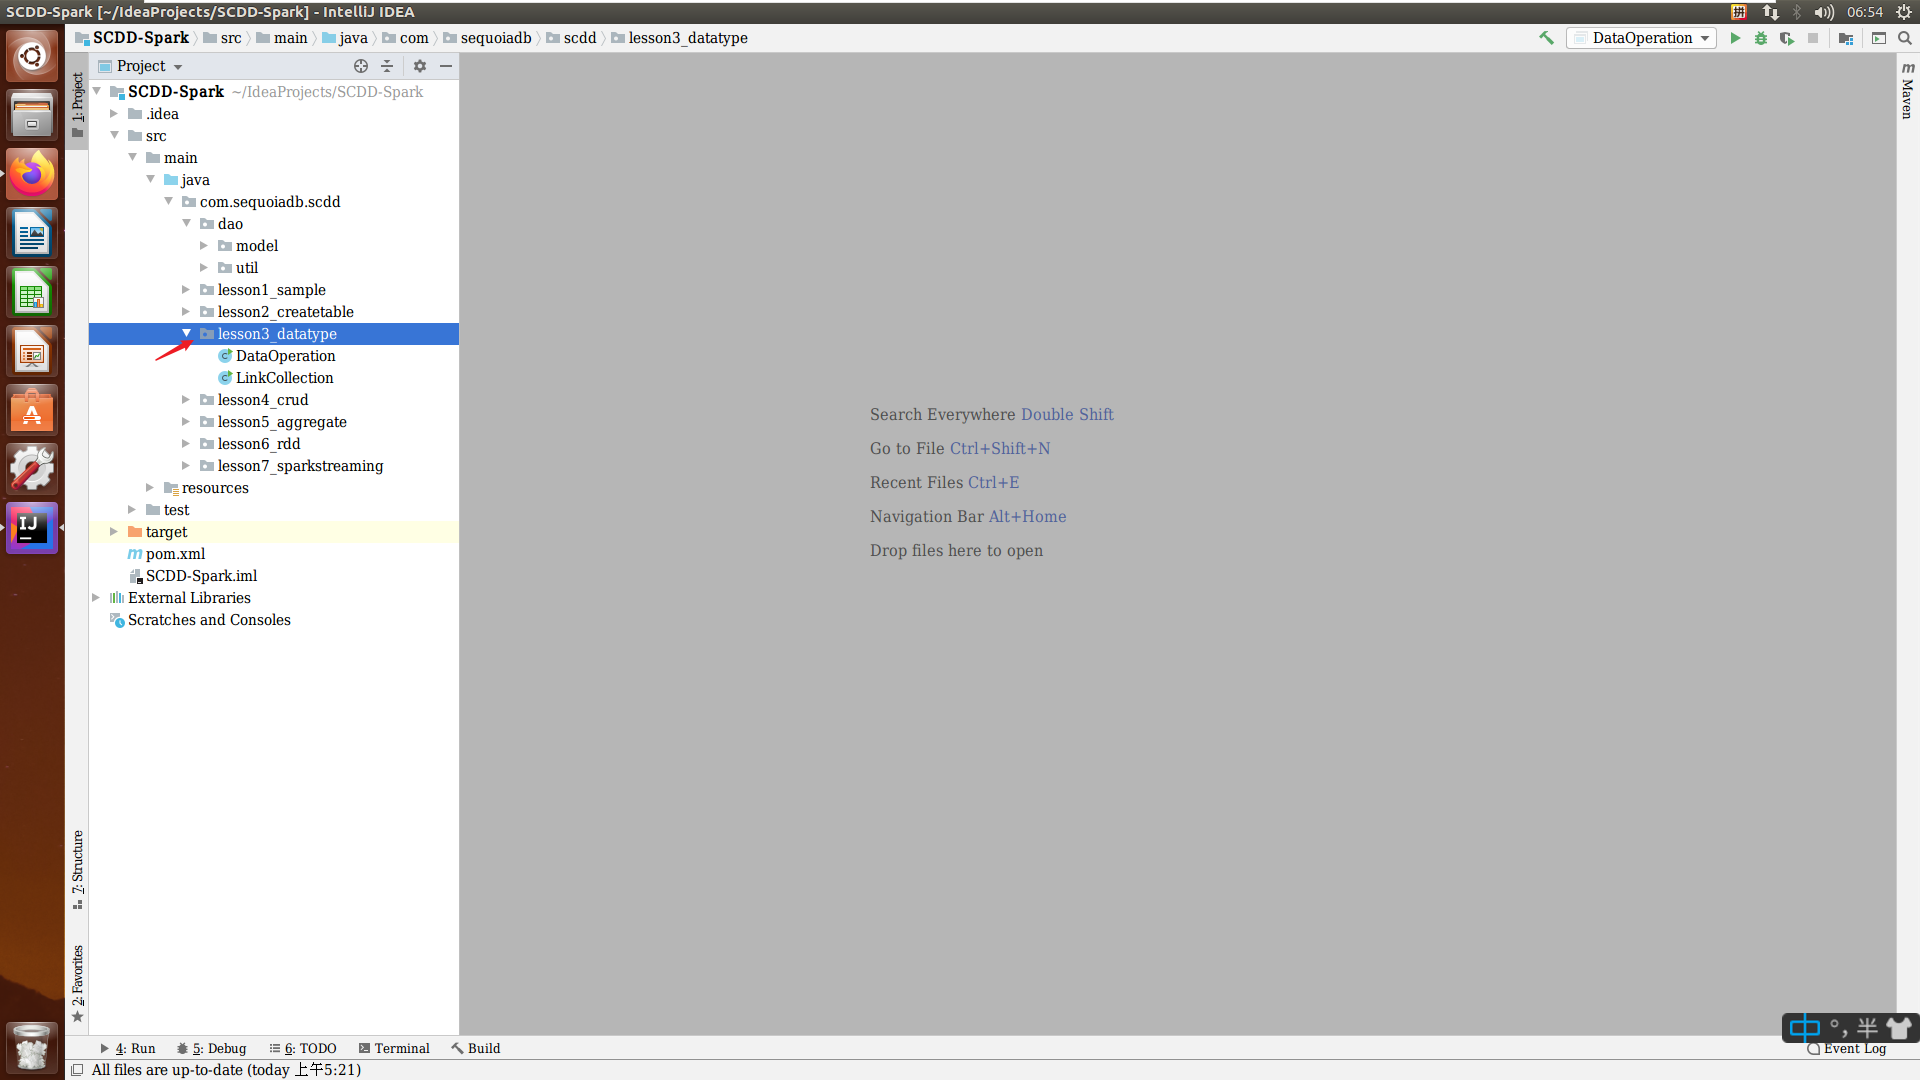 SCDD-Spark [~/IdeaProjects/SCDD-Spark] - IntelliJ IDEA
拼 06:54
SCDD-Spark src main java com sequoiadb scdd lesson3_datatype
DataOperation
Project
SCDD-Spark ~/IdeaProjects/SCDD-Spark
.idea
src
main
java
com.sequoiadb.scdd
dao
model
util
lesson1_sample
lesson2_createtable
lesson3_datatype
DataOperation
LinkCollection
lesson4_crud
lesson5_aggregate
lesson6_rdd
lesson7_sparkstreaming
resources
test
target
pom.xml
SCDD-Spark.iml
External Libraries
Scratches and Consoles
1: Project
7: Structure
2: Favorites
Search Everywhere Double Shift
Go to File Ctrl+Shift+N
Recent Files Ctrl+E
Navigation Bar Alt+Home
Drop files here to open
m Maven
中 °, 半
4: Run 5: Debug 6: TODO Terminal Build
Event Log
All files are up-to-date (today 上午5:21)